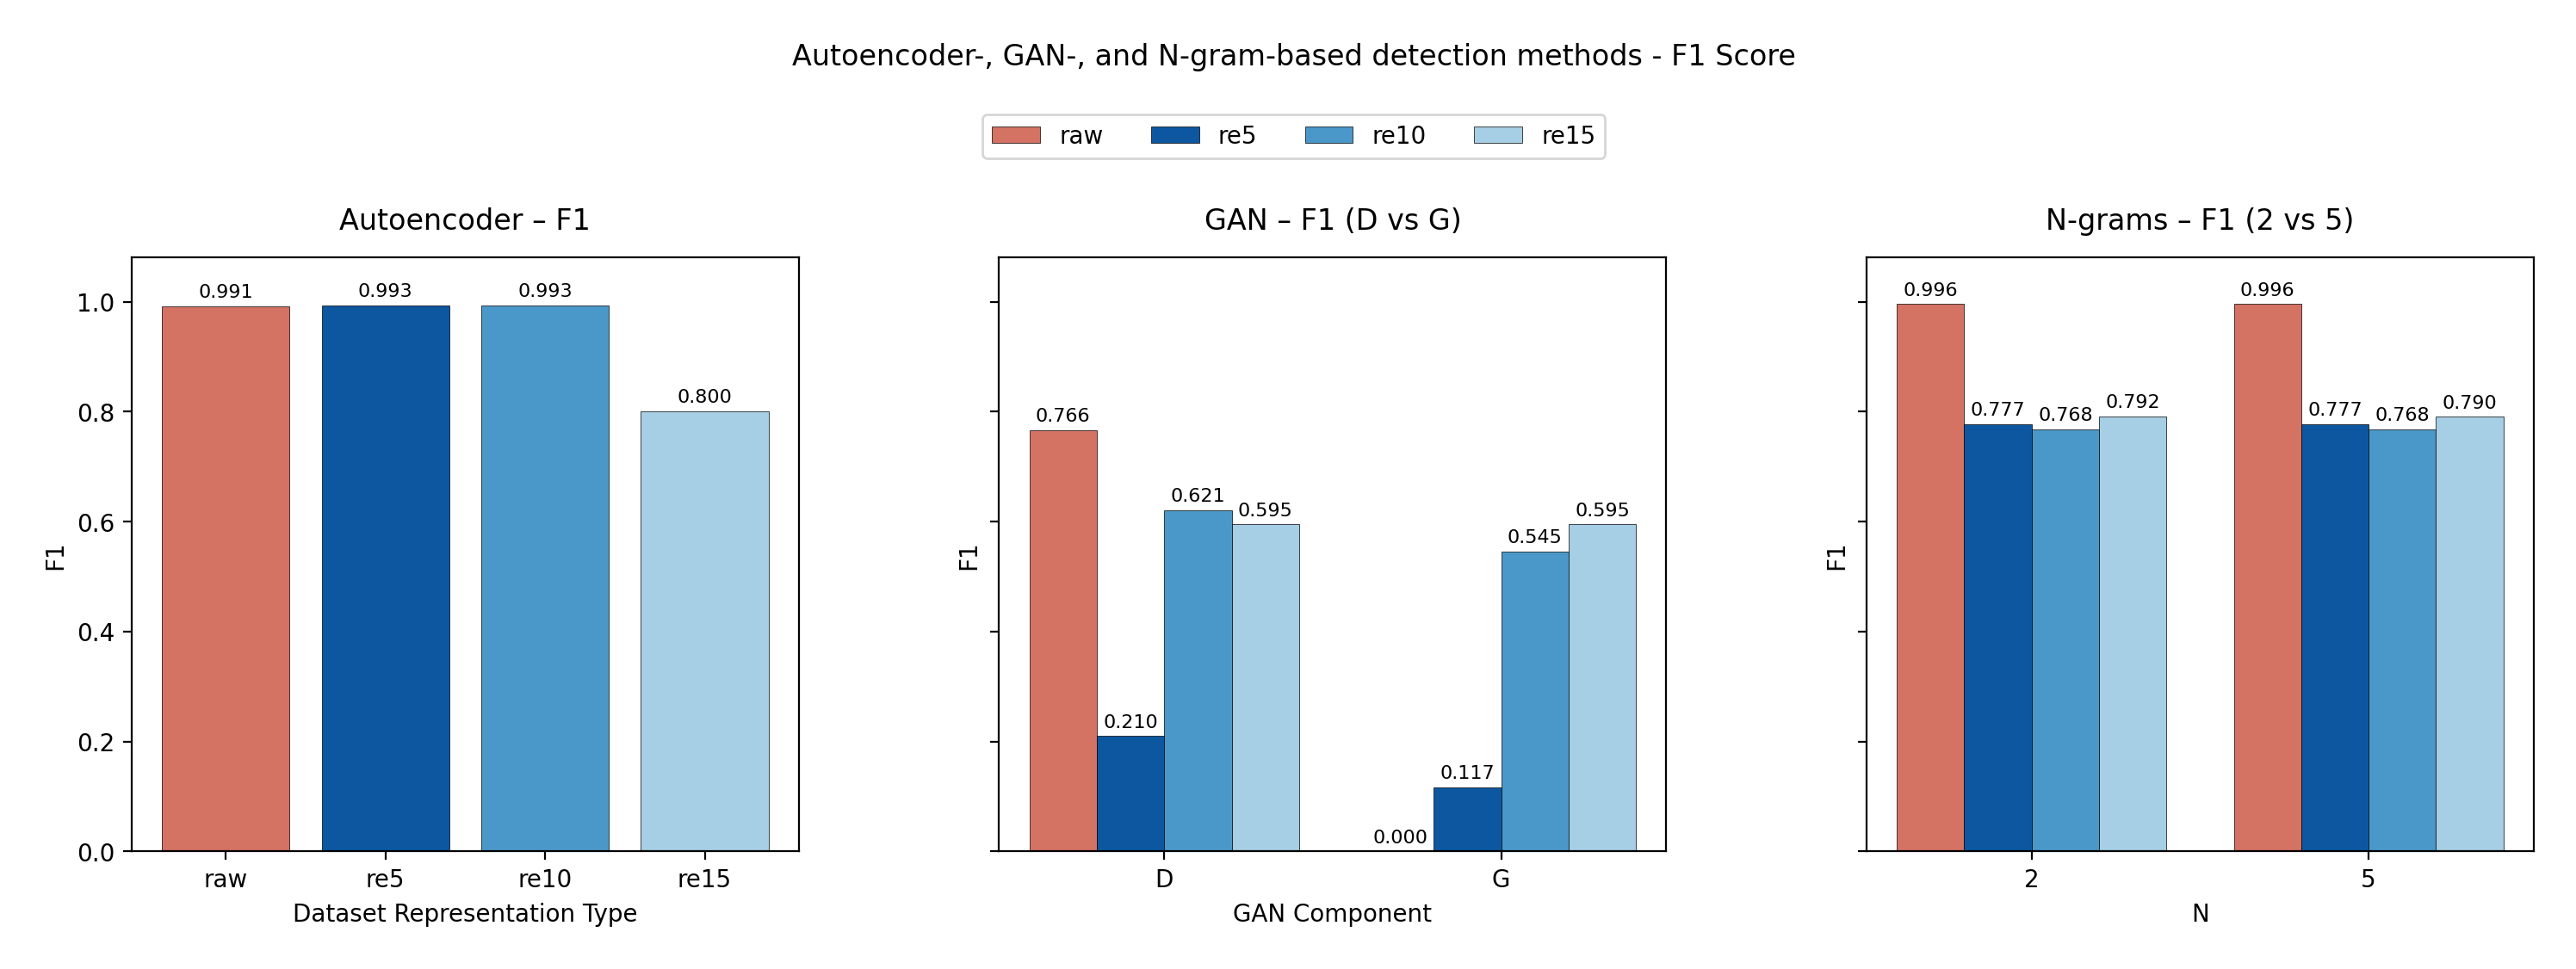 Autoencoder-, GAN-, and N-gram-based detection methods - F1 Score
raw re5 re10 re15
Autoencoder – F1
F1
1.0
0.8
0.6
0.4
0.2
0.0
0.991
0.993
0.993
0.800
raw re5 re10 re15
Dataset Representation Type
GAN – F1 (D vs G)
F1
0.766
0.210
0.621
0.595
0.000
0.117
0.545
0.595
D G
GAN Component
N-grams – F1 (2 vs 5)
F1
0.996
0.777
0.768
0.792
0.996
0.777
0.768
0.790
2 5
N